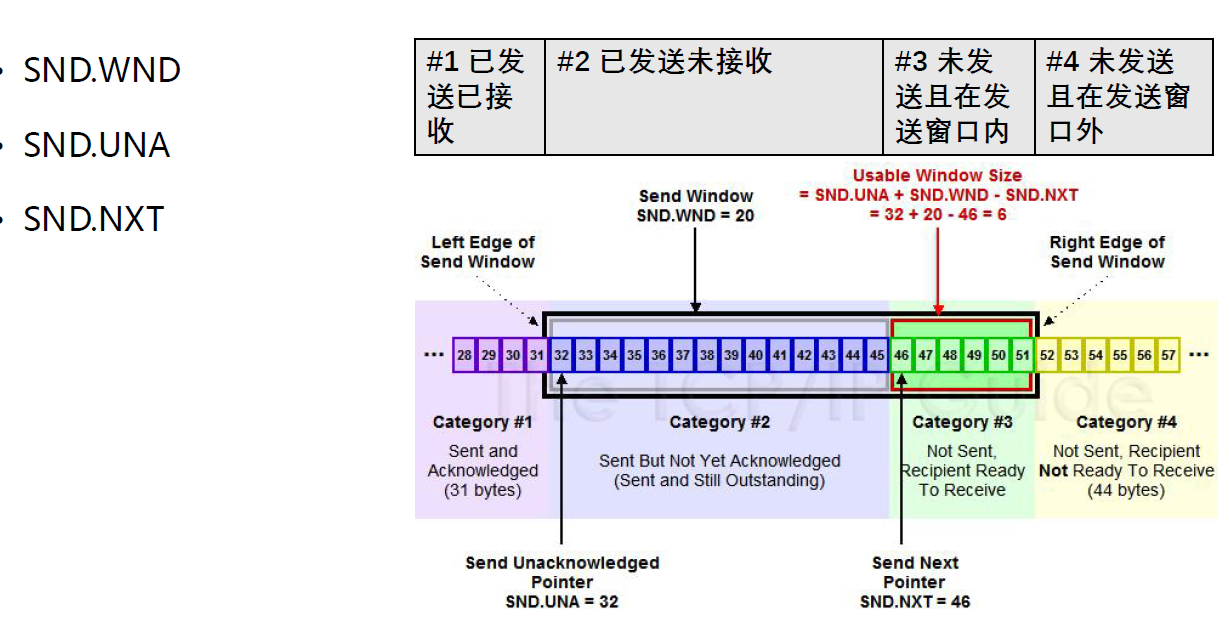 • SND.WND
• SND.UNA
• SND.NXT
#1 已发
送已接
收
#2 已发送未接收
#3 未发
送且在发
送窗口内
#4 未发送
且在发送窗
口外
Usable Window Size
= SND.UNA + SND.WND - SND.NXT
= 32 + 20 - 46 = 6
Send Window
SND.WND = 20
Left Edge of
Send Window
Right Edge of
Send Window
... 28 29 30 31 32 33 34 35 36 37 38 39 40 41 42 43 44 45 46 47 48 49 50 51 52 53 54 55 56 57 ...
The TCP/IP Guide
Category #1
Sent and
Acknowledged
(31 bytes)
Category #2
Sent But Not Yet Acknowledged
(Sent and Still Outstanding)
Category #3
Not Sent,
Recipient Ready
To Receive
Category #4
Not Sent, Recipient
Not Ready To Receive
(44 bytes)
Send Unacknowledged
Pointer
SND.UNA = 32
Send Next
Pointer
SND.NXT = 46